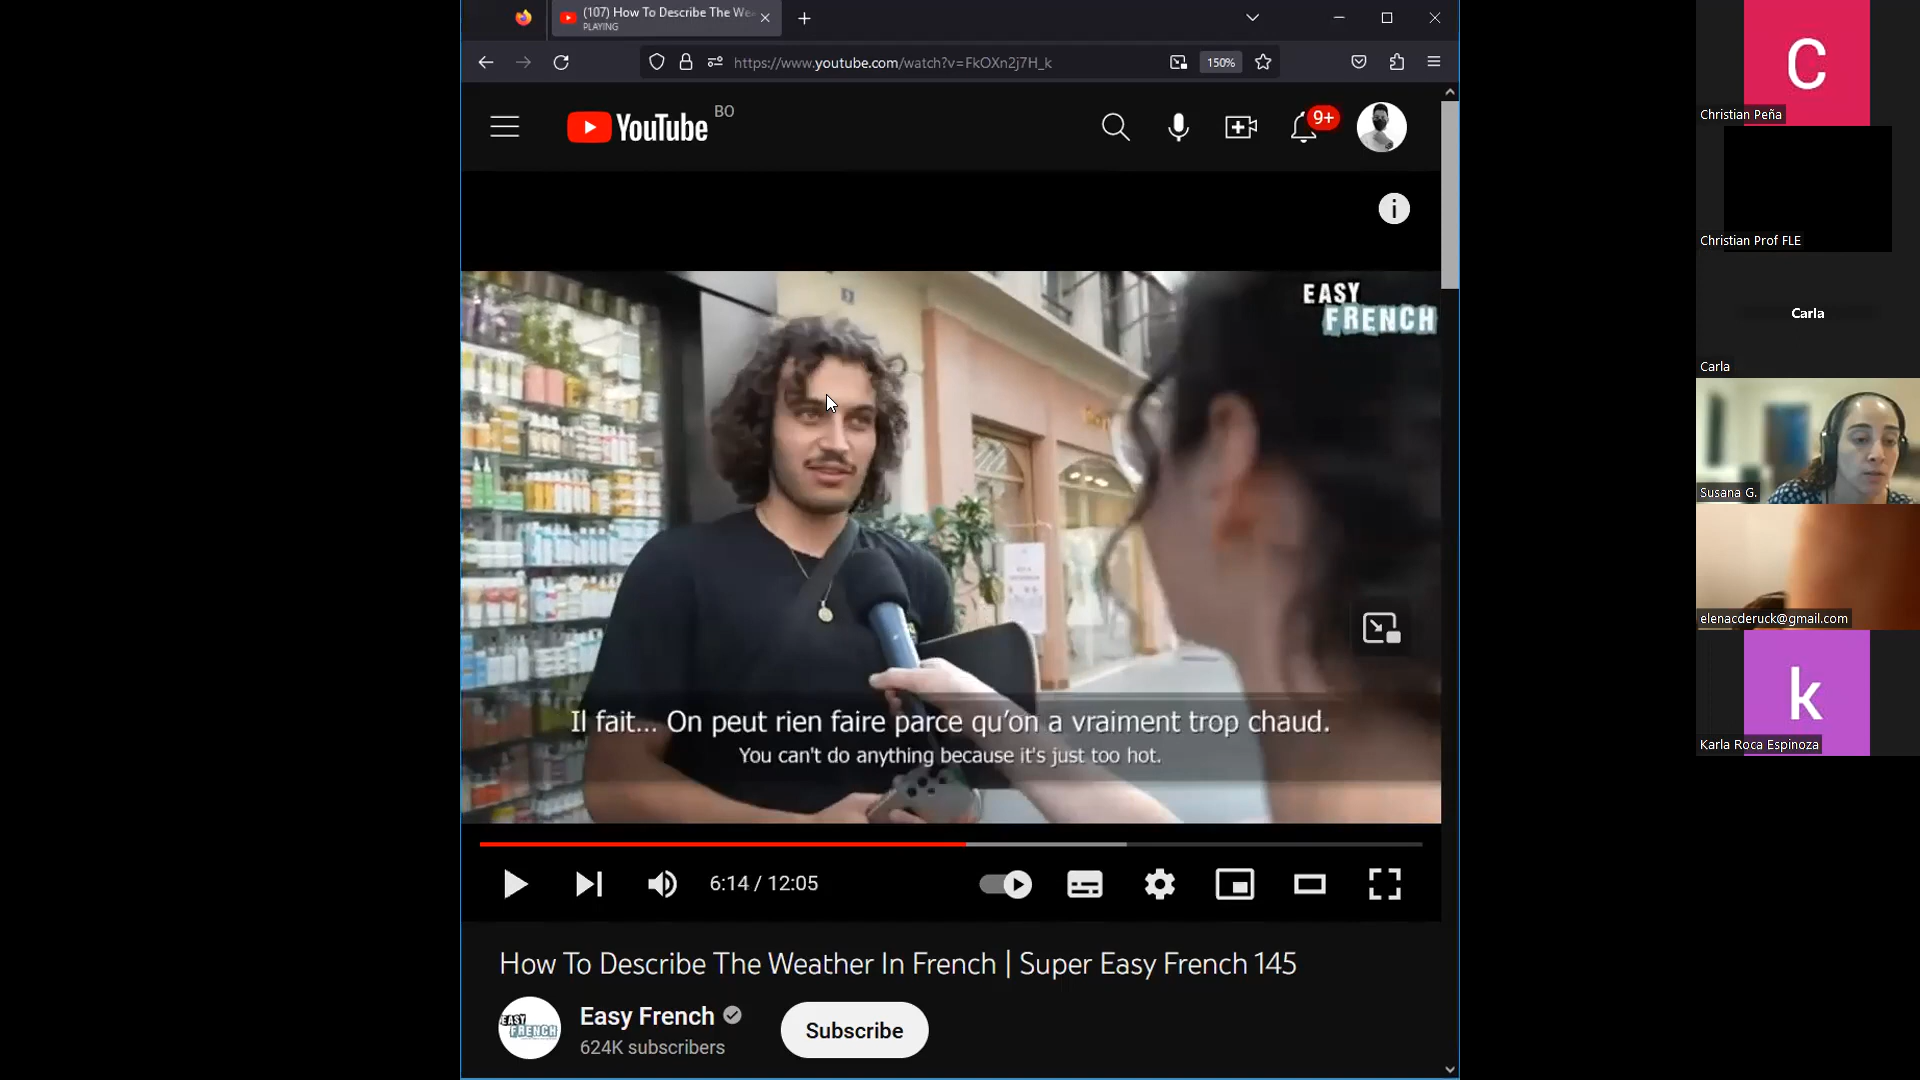 (107) How To Describe The We
PLAYING
https://www.youtube.com/watch?v=FkOXn2j7H_k
150%
YouTube
BO
9+
EASY
FRENCH
Il fait... On peut rien faire parce qu'on a vraiment trop chaud.
You can't do anything because it's just too hot.
6:14 / 12:05
How To Describe The Weather In French | Super Easy French 145
EASY
FRENCH
Easy French
624K subscribers
Subscribe
C
Christian Peña
Christian Prof FLE
Carla
Carla
Susana G.
elenacderuck@gmail.com
k
Karla Roca Espinoza